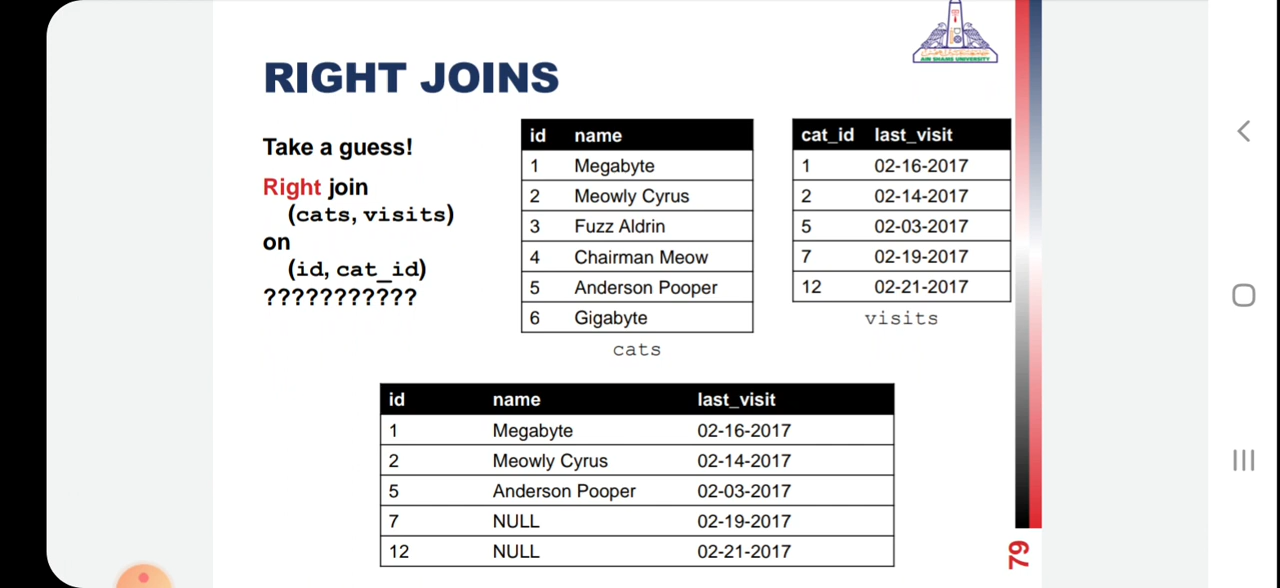 AIN SHAMS UNIVERSITY
RIGHT JOINS
Take a guess!
Right join
(cats, visits)
on
(id, cat_id)
???????????
id name
1 Megabyte
2 Meowly Cyrus
3 Fuzz Aldrin
4 Chairman Meow
5 Anderson Pooper
6 Gigabyte
cats
cat_id last_visit
1 02-16-2017
2 02-14-2017
5 02-03-2017
7 02-19-2017
12 02-21-2017
visits
id name last_visit
1 Megabyte 02-16-2017
2 Meowly Cyrus 02-14-2017
5 Anderson Pooper 02-03-2017
7 NULL 02-19-2017
12 NULL 02-21-2017
79